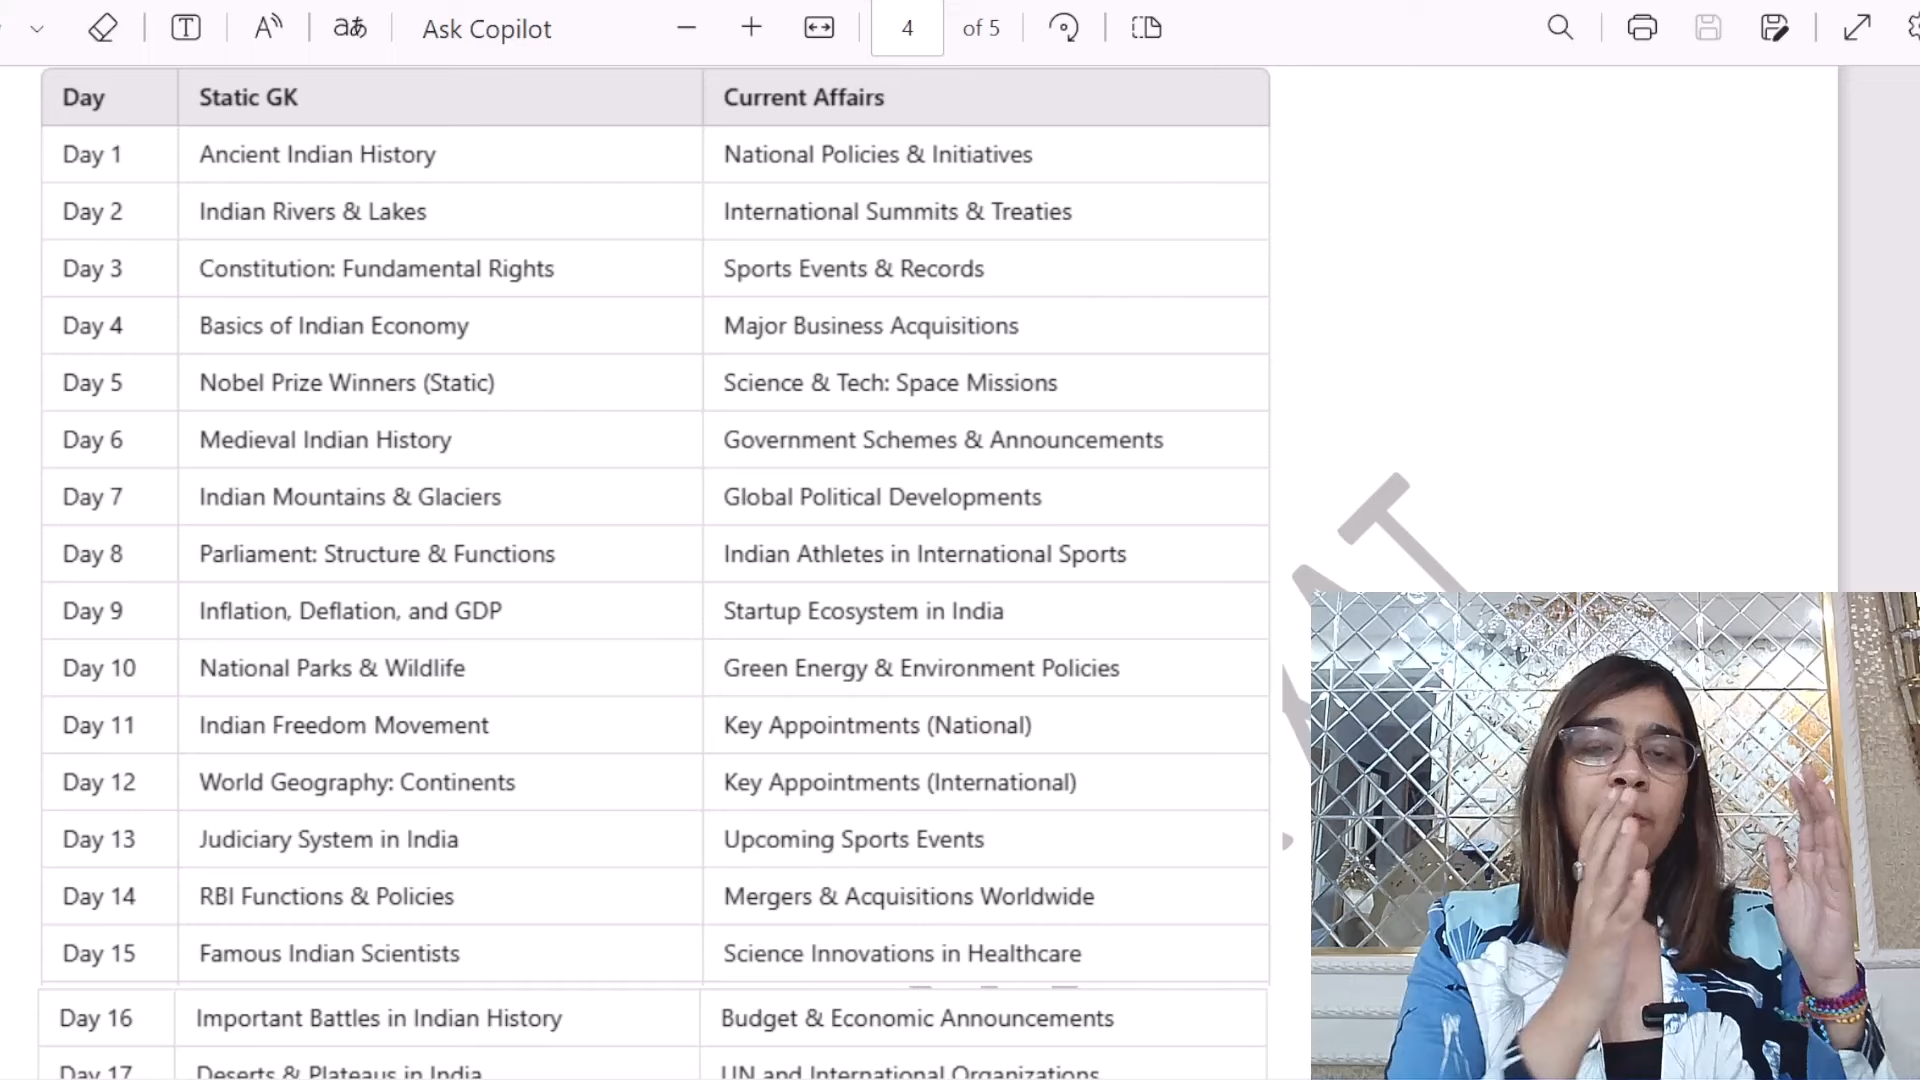 Ask Copilot 4 of 5
Day Static GK Current Affairs
Day 1 Ancient Indian History National Policies & Initiatives
Day 2 Indian Rivers & Lakes International Summits & Treaties
Day 3 Constitution: Fundamental Rights Sports Events & Records
Day 4 Basics of Indian Economy Major Business Acquisitions
Day 5 Nobel Prize Winners (Static) Science & Tech: Space Missions
Day 6 Medieval Indian History Government Schemes & Announcements
Day 7 Indian Mountains & Glaciers Global Political Developments
Day 8 Parliament: Structure & Functions Indian Athletes in International Sports
Day 9 Inflation, Deflation, and GDP Startup Ecosystem in India
Day 10 National Parks & Wildlife Green Energy & Environment Policies
Day 11 Indian Freedom Movement Key Appointments (National)
Day 12 World Geography: Continents Key Appointments (International)
Day 13 Judiciary System in India Upcoming Sports Events
Day 14 RBI Functions & Policies Mergers & Acquisitions Worldwide
Day 15 Famous Indian Scientists Science Innovations in Healthcare
Day 16 Important Battles in Indian History Budget & Economic Announcements
Day 17 Deserts & Plateaus in India UN and International Organizations